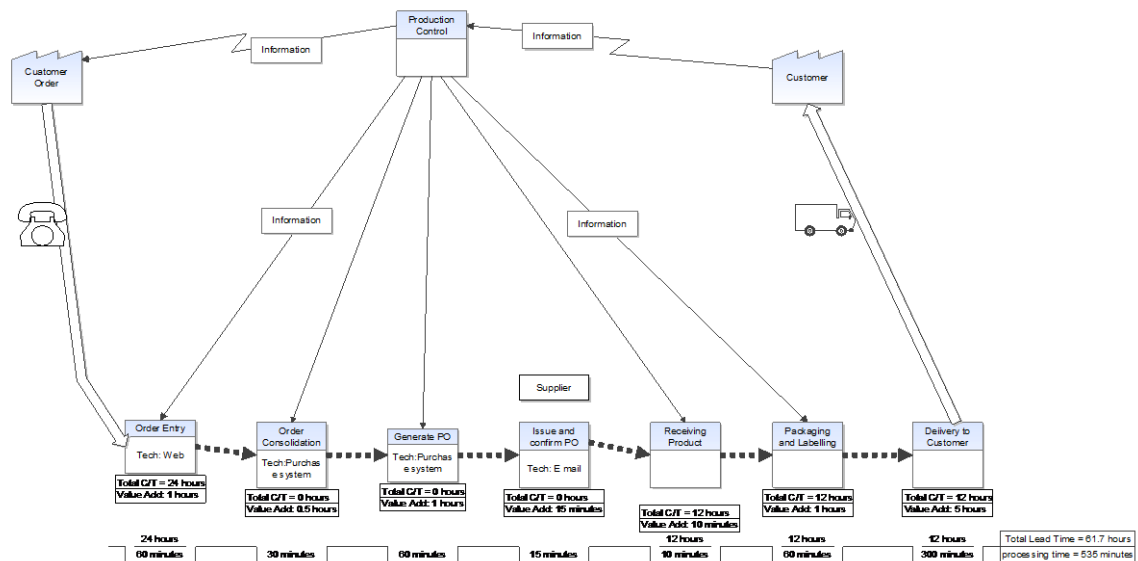 Production
Control
Information
Information
Cuatomer
Order
Customer
Information
Information
Supplier
Order Entry
Tech: Web
Total C/T = 24 hours
Value Add: 1 hours
Order
Consolidation
Tech:Purchas
e system
Total C/T = 0 hours
Value Add: 0.5 hours
Generate PO
Tech:Purchas
e system
Total C/T = 0 hours
Value Add: 1 hours
Issue and
confirm PO
Tech: E mail
Total C/T = 0 hours
Value Add: 15 minutes
Receiving
Product
Total C/T = 12 hours
Value Add: 10 minutes
Packaging
and Labelling
Total C/T = 12 hours
Value Add: 1 hours
Delivery to
Customer
Total C/T = 12 hours
Value Add: 5 hours
24 hours
60 minutes
30 minutes
60 minutes
15 minutes
12 hours
10 minutes
12 hours
60 minutes
12 hours
300 minutes
Total Lead Time = 61.7 hours
processing time = 535 minutes